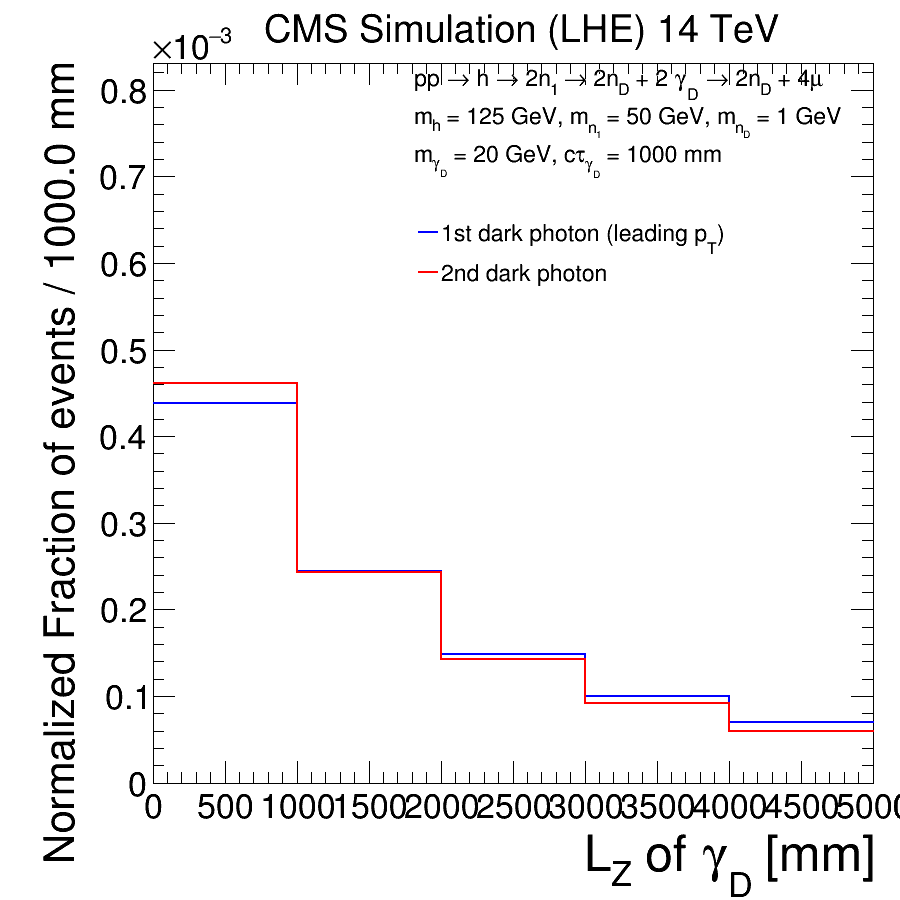 ×10⁻³ CMS Simulation (LHE) 14 TeV
pp → h → 2n₁ → 2n_D + 2 γ_D → 2n_D + 4μ
m_h = 125 GeV, m_n₁ = 50 GeV, m_n_D = 1 GeV
m_γ_D = 20 GeV, cτ_γ_D = 1000 mm
1st dark photon (leading p_T)
2nd dark photon
Normalized Fraction of events / 1000.0 mm
0.8
0.7
0.6
0.5
0.4
0.3
0.2
0.1
0
0 500 1000 1500 2000 2500 3000 3500 4000 4500 5000
L_Z of γ_D [mm]